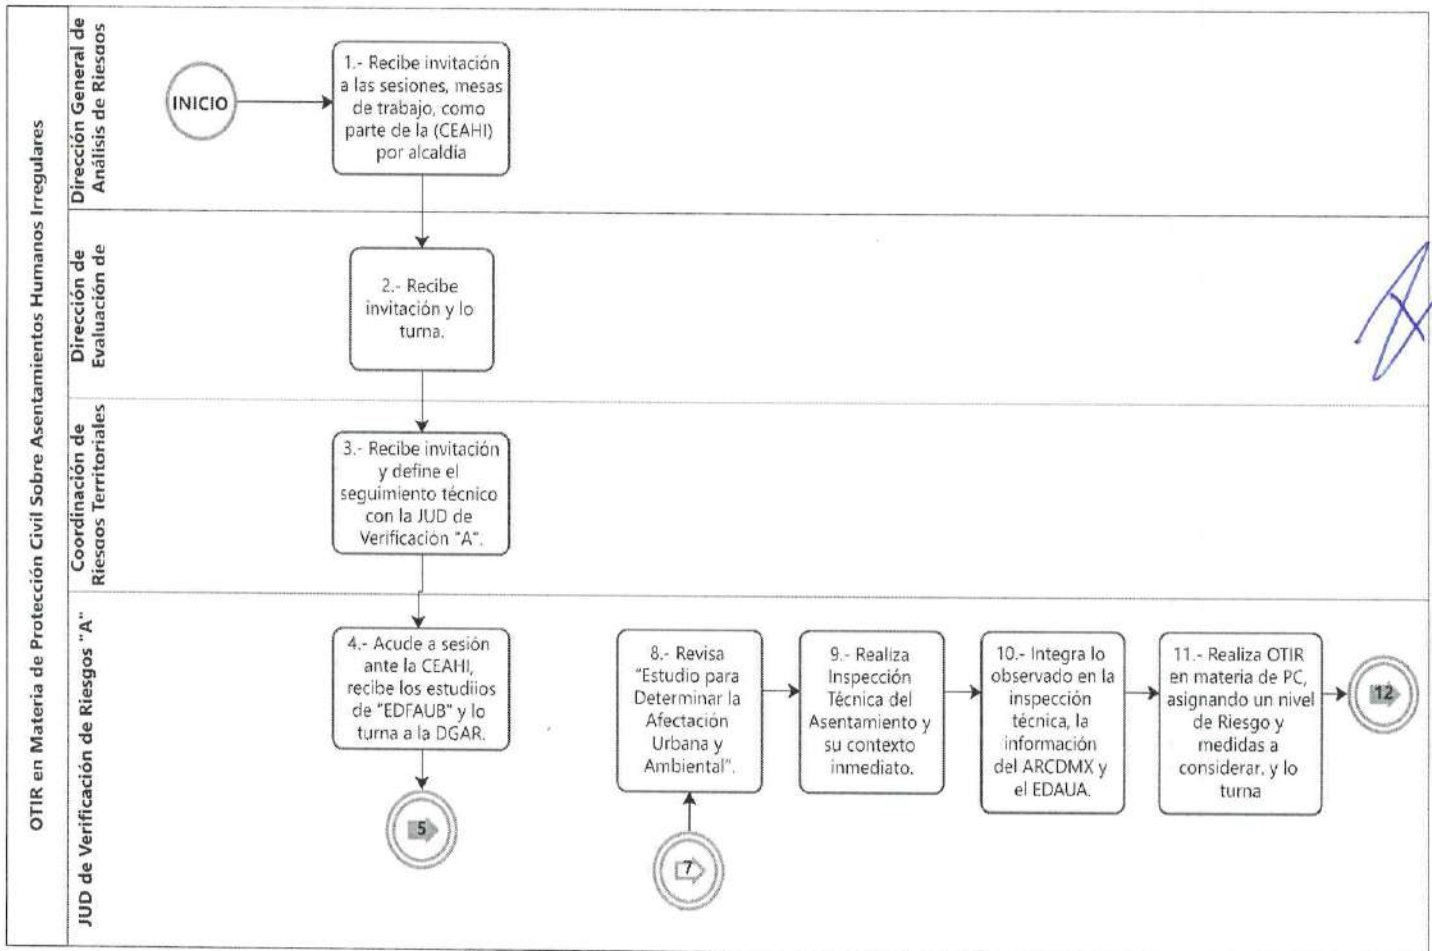 OTIR en Materia de Protección Civil Sobre Asentamientos Humanos Irregulares
Dirección General de
Análisis de Riesgos
INICIO
1.- Recibe invitación
a las sesiones, mesas
de trabajo, como
parte de la (CEAHI)
por alcaldía
Dirección de
Evaluación de
2.- Recibe
invitación y lo
turna.
Coordinación de
Riesgos Territoriales
3.- Recibe invitación
y define el
seguimiento técnico
con la JUD de
Verificación "A".
JUD de Verificación de Riesgos "A"
4.- Acude a sesión
ante la CEAHI,
recibe los estudiios
de "EDFAUB" y lo
turna a la DGAR.
5
7
8.- Revisa
"Estudio para
Determinar la
Afectación
Urbana y
Ambiental".
9.- Realiza
Inspección
Técnica del
Asentamiento y
su contexto
inmediato.
10.- Integra lo
observado en la
inspección
técnica, la
información
del ARCDMX y
el EDAUA.
11.- Realiza OTIR
en materia de PC,
asignando un nivel
de Riesgo y
medidas a
considerar. y lo
turna
12